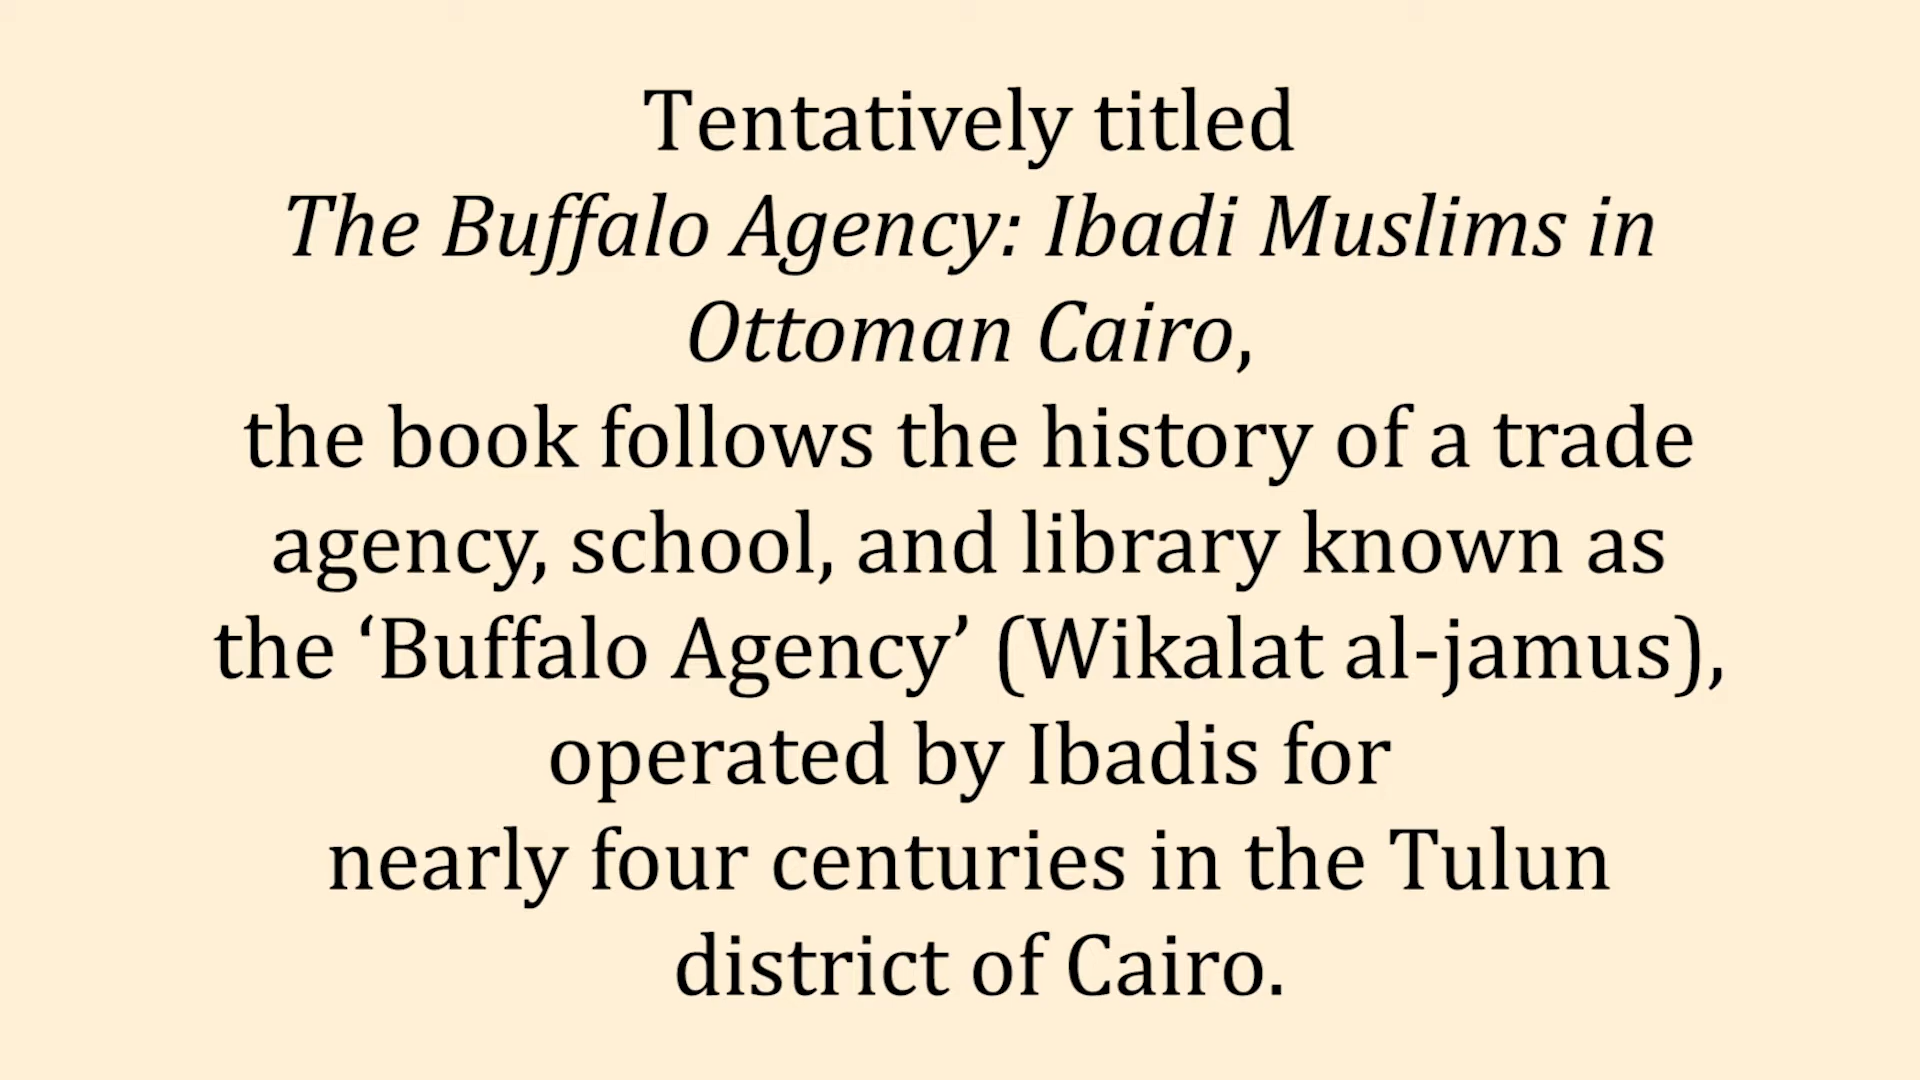 Tentatively titled
The Buffalo Agency: Ibadi Muslims in
Ottoman Cairo,
the book follows the history of a trade
agency, school, and library known as
the ‘Buffalo Agency’ (Wikalat al-jamus),
operated by Ibadis for
nearly four centuries in the Tulun
district of Cairo.